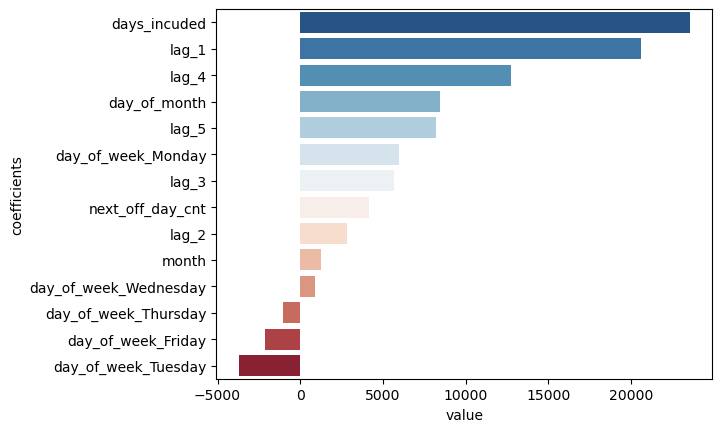 days_incuded
lag_1
lag_4
day_of_month
lag_5
day_of_week_Monday
lag_3
next_off_day_cnt
lag_2
month
day_of_week_Wednesday
day_of_week_Thursday
day_of_week_Friday
day_of_week_Tuesday
coefficients
−5000 0 5000 10000 15000 20000
value